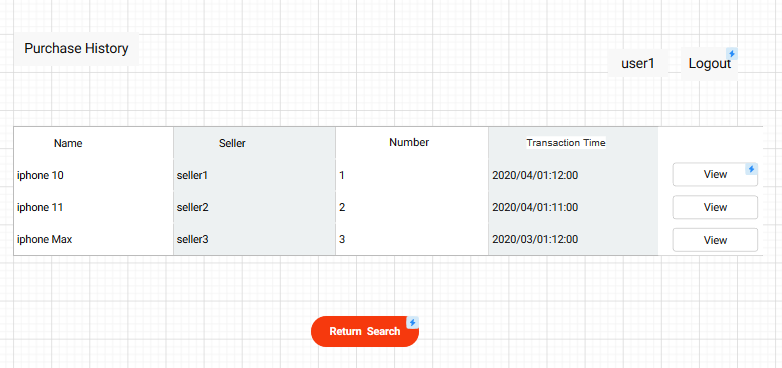 Purchase History
user1 Logout
Name Seller Number Transaction Time
iphone 10 seller1 1 2020/04/01:12:00 View
iphone 11 seller2 2 2020/04/01:11:00 View
iphone Max seller3 3 2020/03/01:12:00 View
Return Search